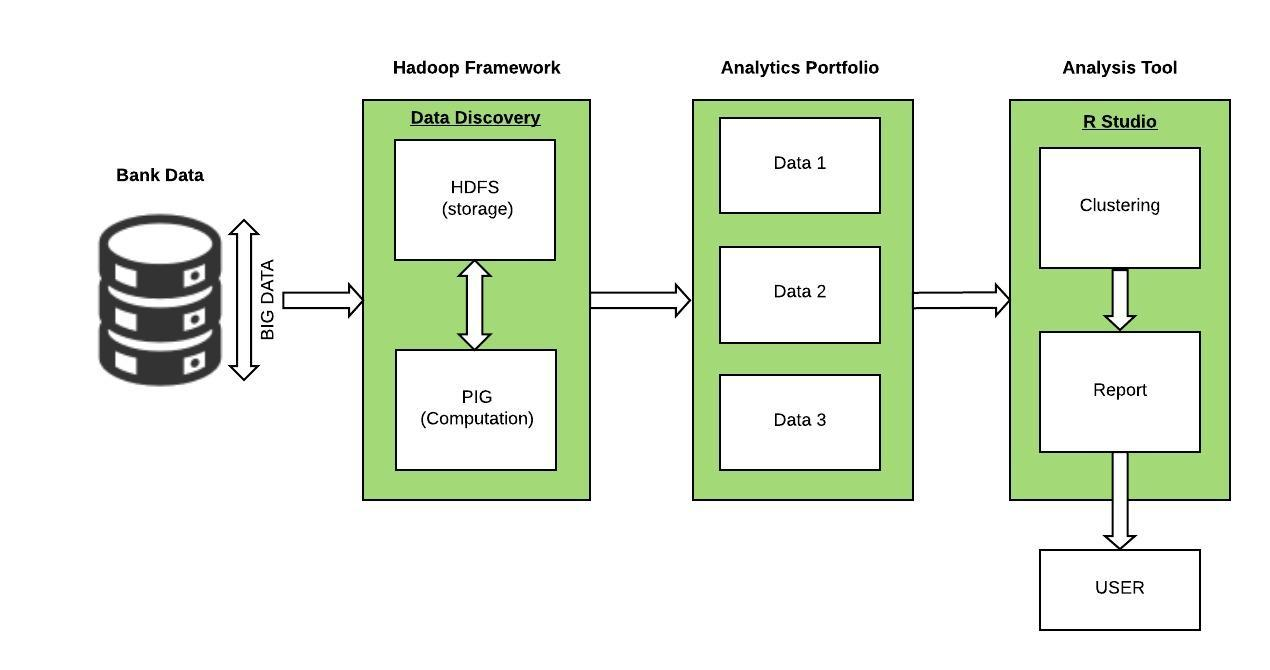 Hadoop Framework
Analytics Portfolio
Analysis Tool
Bank Data
BIG DATA
Data Discovery
HDFS
(storage)
PIG
(Computation)
Data 1
Data 2
Data 3
R Studio
Clustering
Report
USER